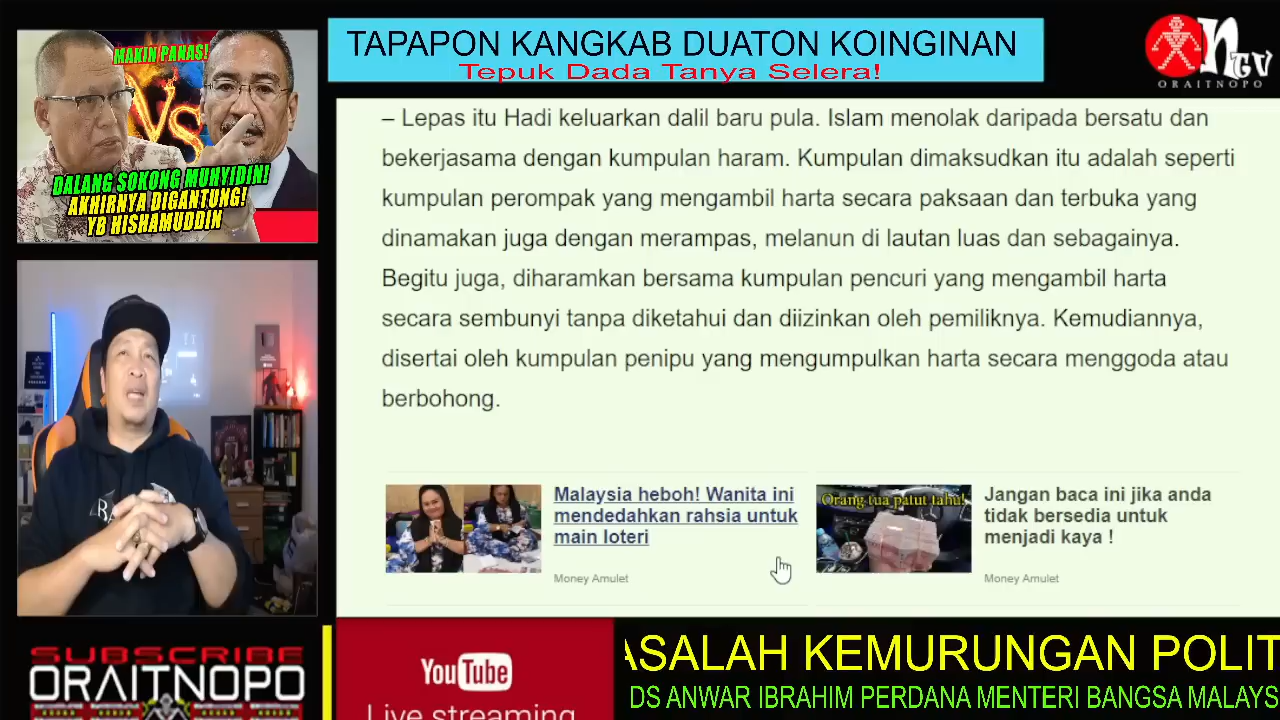 MAKIN PANAS!
VS
DALANG SOKONG MUHYIDIN!
AKHIRNYA DIGANTUNG!
YB HISHAMUDDIN
TAPAPON KANGKAB DUATON KOINGINAN
Tepuk Dada Tanya Selera!
n TV
ORAITNOPO
– Lepas itu Hadi keluarkan dalil baru pula. Islam menolak daripada bersatu dan
bekerjasama dengan kumpulan haram. Kumpulan dimaksudkan itu adalah seperti
kumpulan perompak yang mengambil harta secara paksaan dan terbuka yang
dinamakan juga dengan merampas, melanun di lautan luas dan sebagainya.
Begitu juga, diharamkan bersama kumpulan pencuri yang mengambil harta
secara sembunyi tanpa diketahui dan diizinkan oleh pemiliknya. Kemudiannya,
disertai oleh kumpulan penipu yang mengumpulkan harta secara menggoda atau
berbohong.
Malaysia heboh! Wanita ini
mendedahkan rahsia untuk
main loteri
Money Amulet
Orang tua patut tahu!
Jangan baca ini jika anda
tidak bersedia untuk
menjadi kaya !
Money Amulet
SUBSCRIBE
ORAITNOPO
YouTube
Live streaming
ASALAH KEMURUNGAN POLIT
DS ANWAR IBRAHIM PERDANA MENTERI BANGSA MALAYS